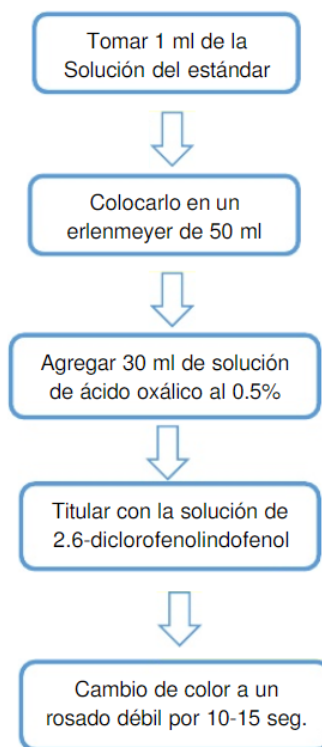 Tomar 1 ml de la
Solución del estándar
Colocarlo en un
erlenmeyer de 50 ml
Agregar 30 ml de solución
de ácido oxálico al 0.5%
Titular con la solución de
2.6-diclorofenolindofenol
Cambio de color a un
rosado débil por 10-15 seg.